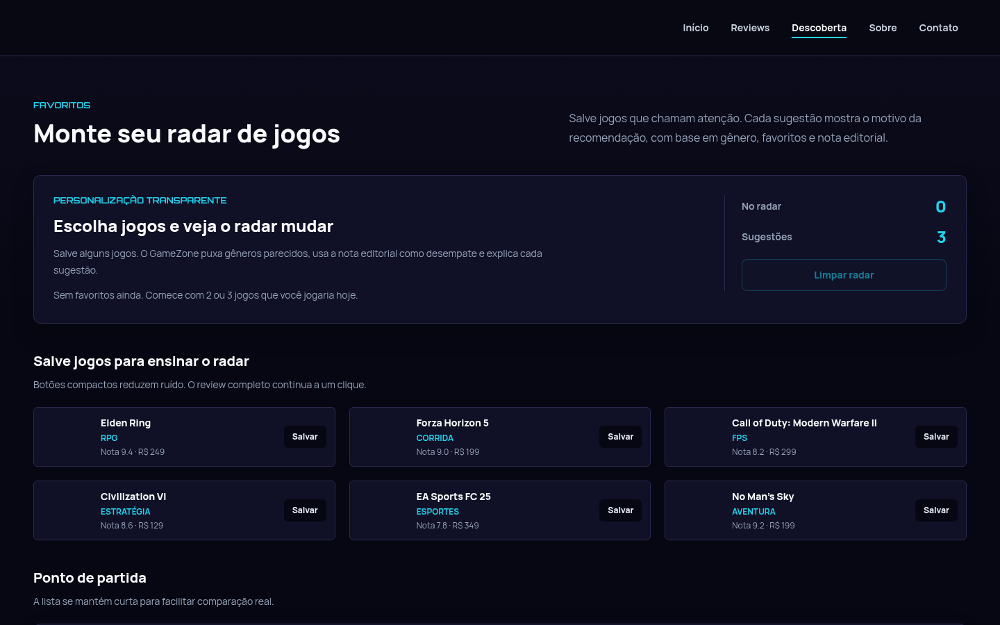 Início
Reviews
Descoberta
Sobre
Contato
FAVORITOS
Monte seu radar de jogos
Salve jogos que chamam atenção. Cada sugestão mostra o motivo da
recomendação, com base em gênero, favoritos e nota editorial.
PERSONALIZAÇÃO TRANSPARENTE
Escolha jogos e veja o radar mudar
Salve alguns jogos. O GameZone puxa gêneros parecidos, usa a nota editorial como desempate e explica cada
sugestão.
Sem favoritos ainda. Comece com 2 ou 3 jogos que você jogaria hoje.
No radar 0
Sugestões 3
Limpar radar
Salve jogos para ensinar o radar
Botões compactos reduzem ruído. O review completo continua a um clique.
Elden Ring
RPG
Nota 9.4 · R$ 249
Salvar
Forza Horizon 5
CORRIDA
Nota 9.0 · R$ 199
Salvar
Call of Duty: Modern Warfare II
FPS
Nota 8.2 · R$ 299
Salvar
Civilization VI
ESTRATÉGIA
Nota 8.6 · R$ 129
Salvar
EA Sports FC 25
ESPORTES
Nota 7.8 · R$ 349
Salvar
No Man's Sky
AVENTURA
Nota 9.2 · R$ 199
Salvar
Ponto de partida
A lista se mantém curta para facilitar comparação real.